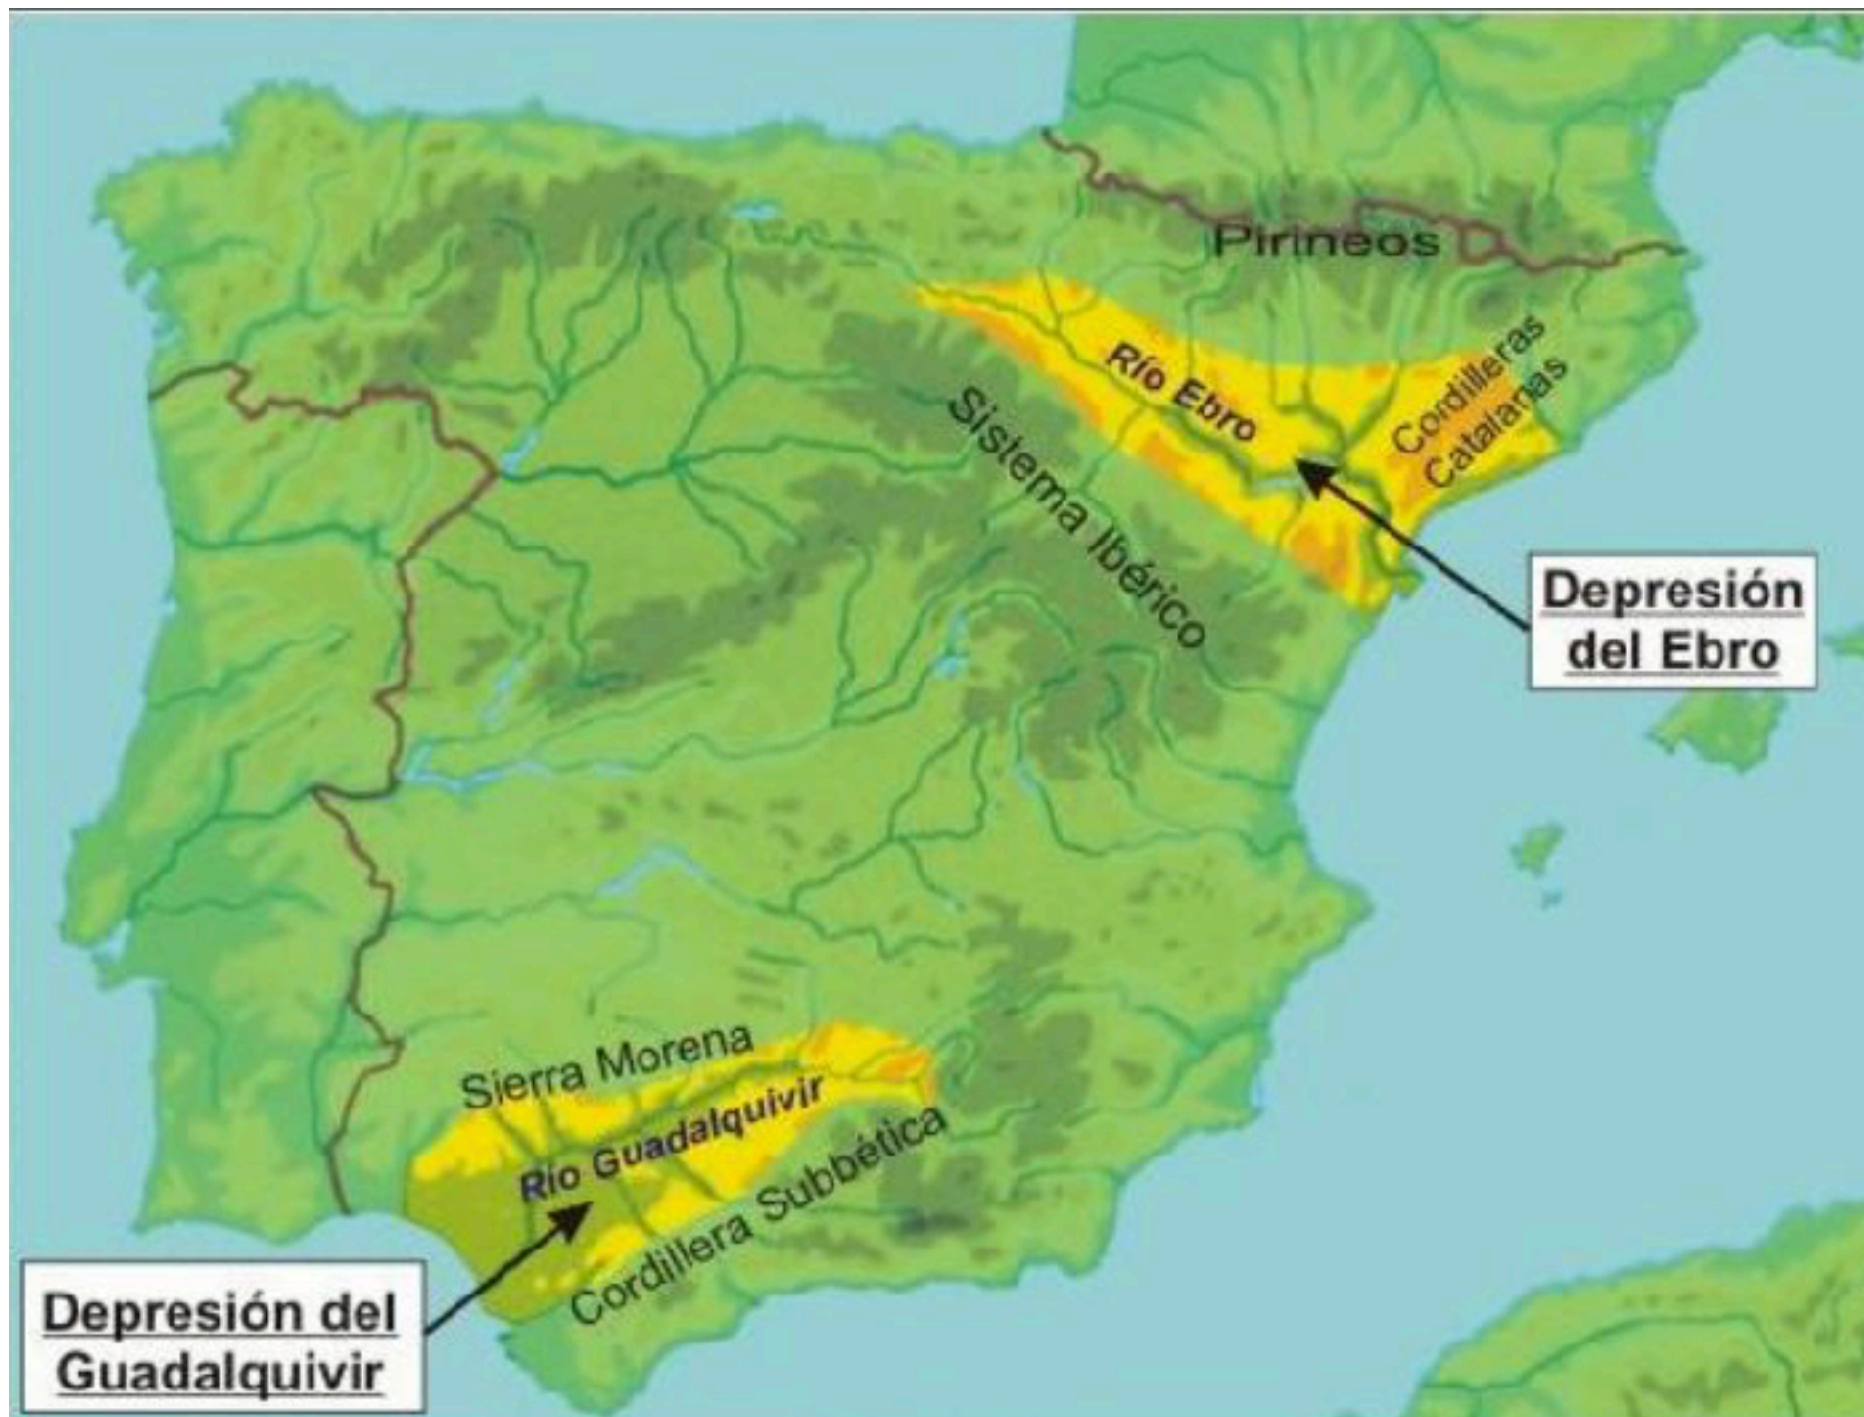 Pirineos
Río Ebro
Cordilleras
Catalanas
Sistema Ibérico
Depresión
del Ebro
Sierra Morena
Río Guadalquivir
Cordillera Subbética
Depresión del
Guadalquivir